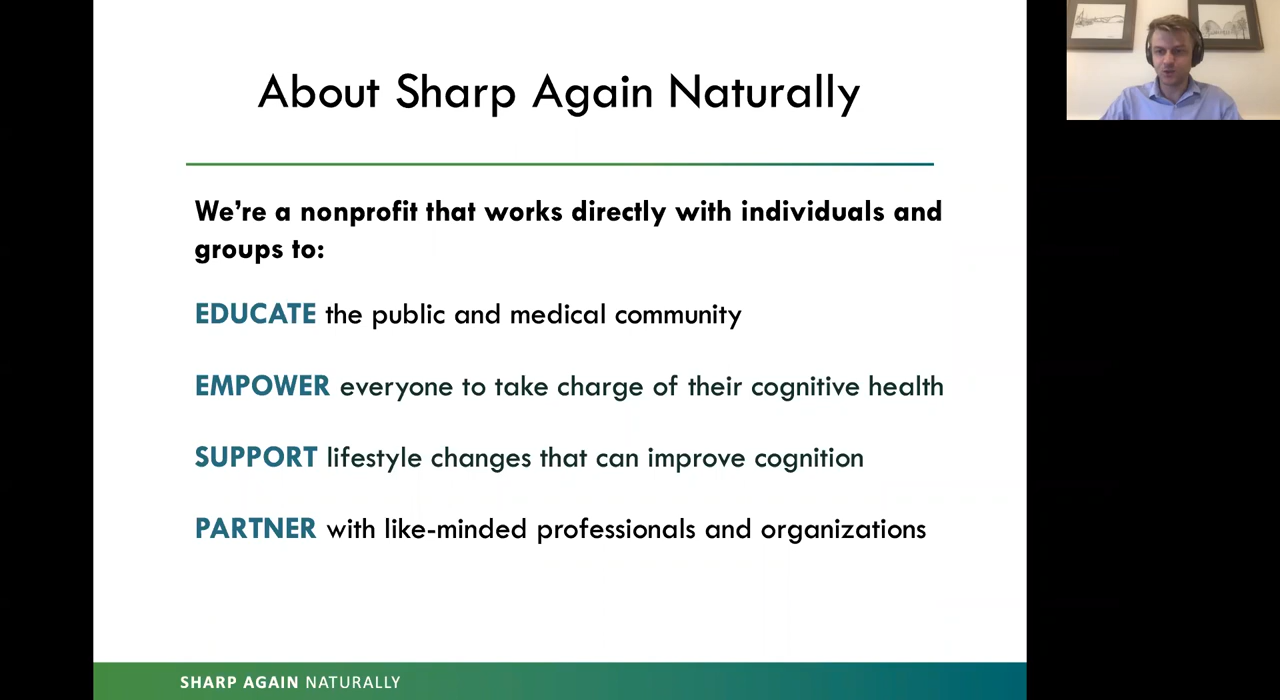 About Sharp Again Naturally
We're a nonprofit that works directly with individuals and
groups to:
EDUCATE the public and medical community
EMPOWER everyone to take charge of their cognitive health
SUPPORT lifestyle changes that can improve cognition
PARTNER with like-minded professionals and organizations
SHARP AGAIN NATURALLY